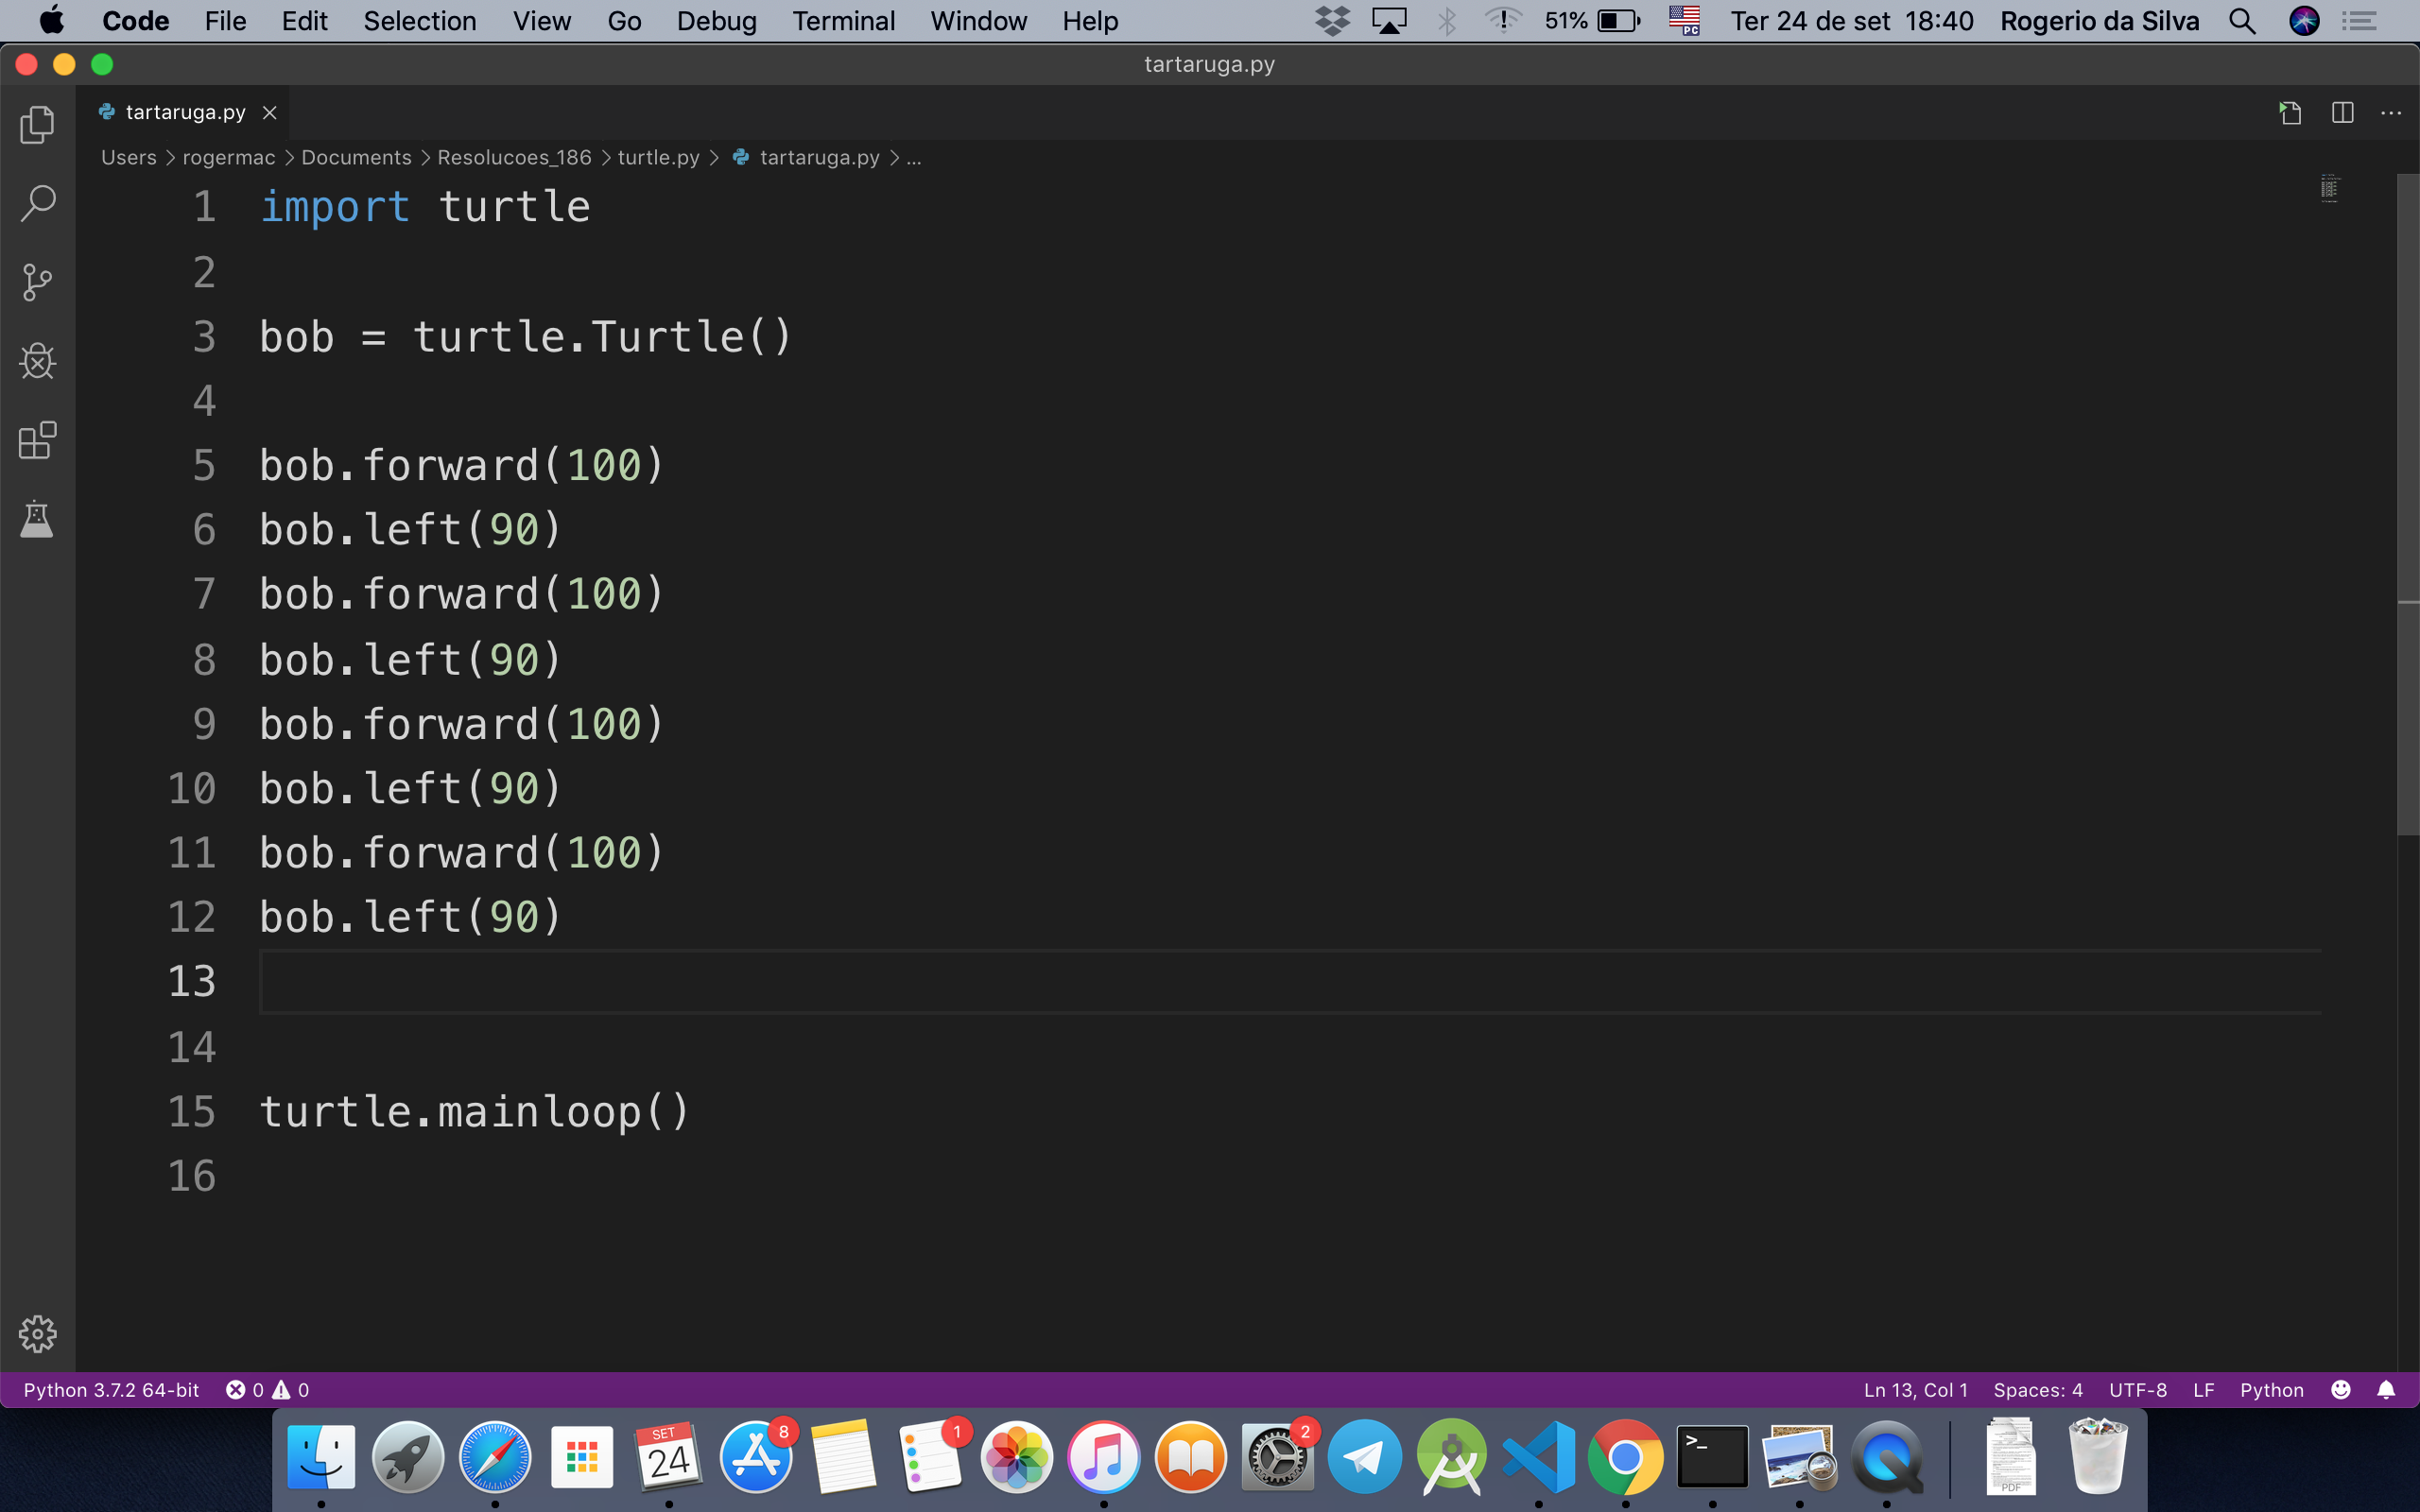 Code File Edit Selection View Go Debug Terminal Window Help 51% PC Ter 24 de set 18:40 Rogerio da Silva
tartaruga.py
tartaruga.py
Users > rogermac > Documents > Resolucoes_186 > turtle.py > tartaruga.py > ...
1 import turtle
2
3 bob = turtle.Turtle()
4
5 bob.forward(100)
6 bob.left(90)
7 bob.forward(100)
8 bob.left(90)
9 bob.forward(100)
10 bob.left(90)
11 bob.forward(100)
12 bob.left(90)
13
14
15 turtle.mainloop()
16
Python 3.7.2 64-bit 0 0 Ln 13, Col 1 Spaces: 4 UTF-8 LF Python
SET
24
8
1
2
>_
PDF